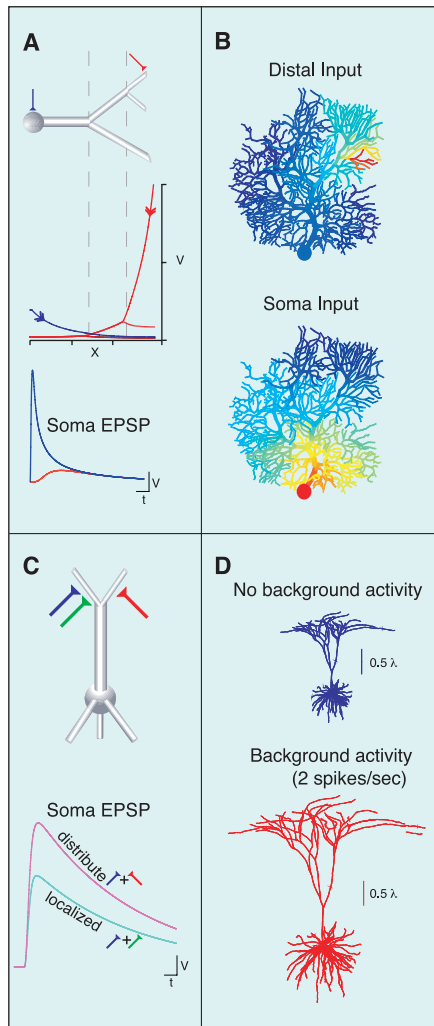 A
V
X
Soma EPSP
V
t
B
Distal Input
Soma Input
C
Soma EPSP
distribute
+
localized
+
V
t
D
No background activity
0.5 λ
Background activity
(2 spikes/sec)
0.5 λ